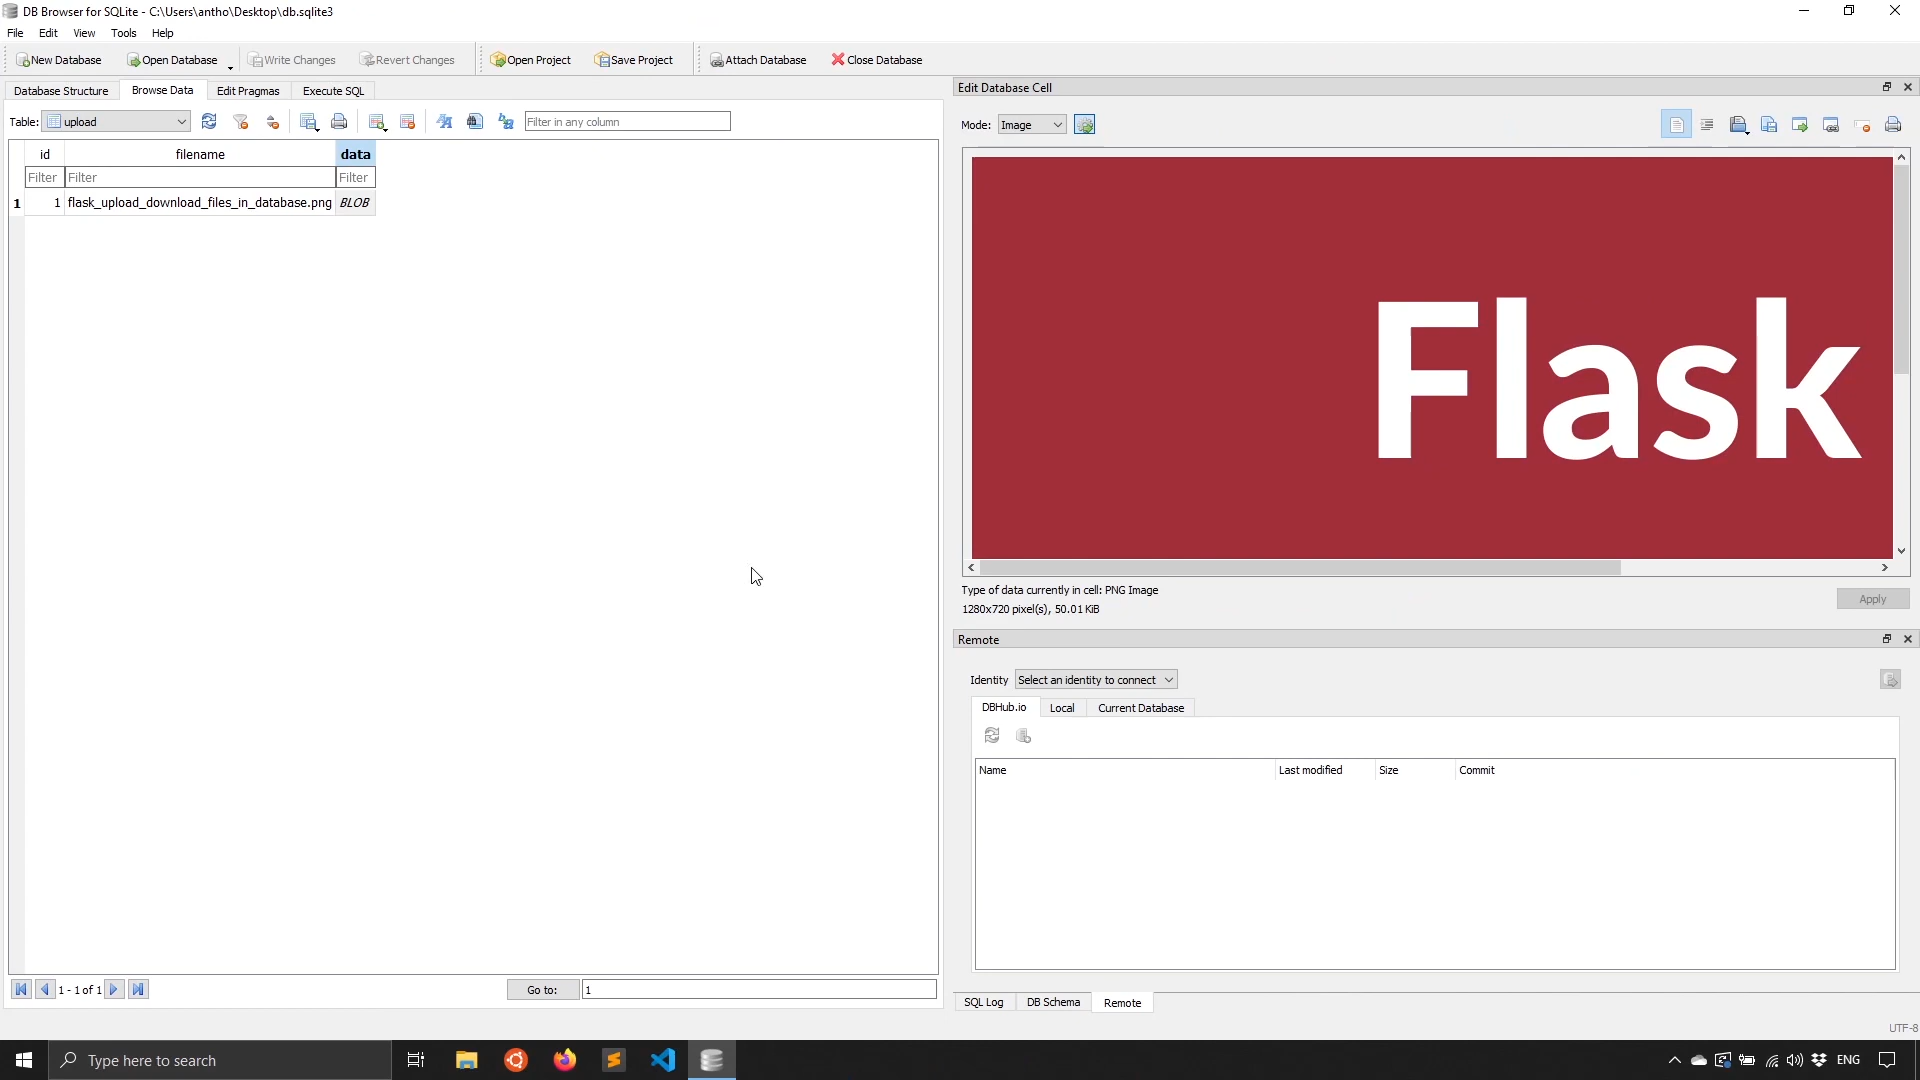 DB Browser for SQLite - C:\Users\antho\Desktop\db.sqlite3
File Edit View Tools Help
New Database Open Database Write Changes Revert Changes Open Project Save Project Attach Database Close Database
Database Structure Browse Data Edit Pragmas Execute SQL
Table: upload Filter in any column
id filename data
Filter Filter Filter
1 1 flask_upload_download_files_in_database.png BLOB
1 - 1 of 1 Go to: 1
Edit Database Cell
Mode: Image
Flask
Type of data currently in cell: PNG Image
1280x720 pixel(s), 50.01 KiB
Apply
Remote
Identity Select an identity to connect
DBHub.io Local Current Database
Name Last modified Size Commit
SQL Log DB Schema Remote
UTF-8
Type here to search ENG